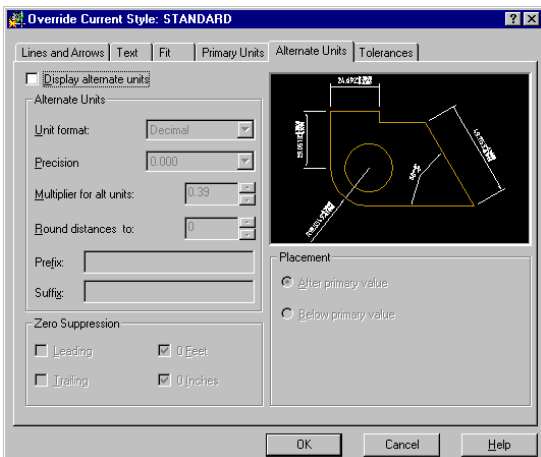 Override Current Style: STANDARD
Lines and Arrows Text Fit Primary Units Alternate Units Tolerances
Display alternate units
Alternate Units
Unit format: Decimal
Precision 0.000
Multiplier for alt units: 0.39
Round distances to: 0
Prefix:
Suffix:
Zero Suppression
Leading 0 Feet
Trailing 0 Inches
Placement
After primary value
Below primary value
OK Cancel Help